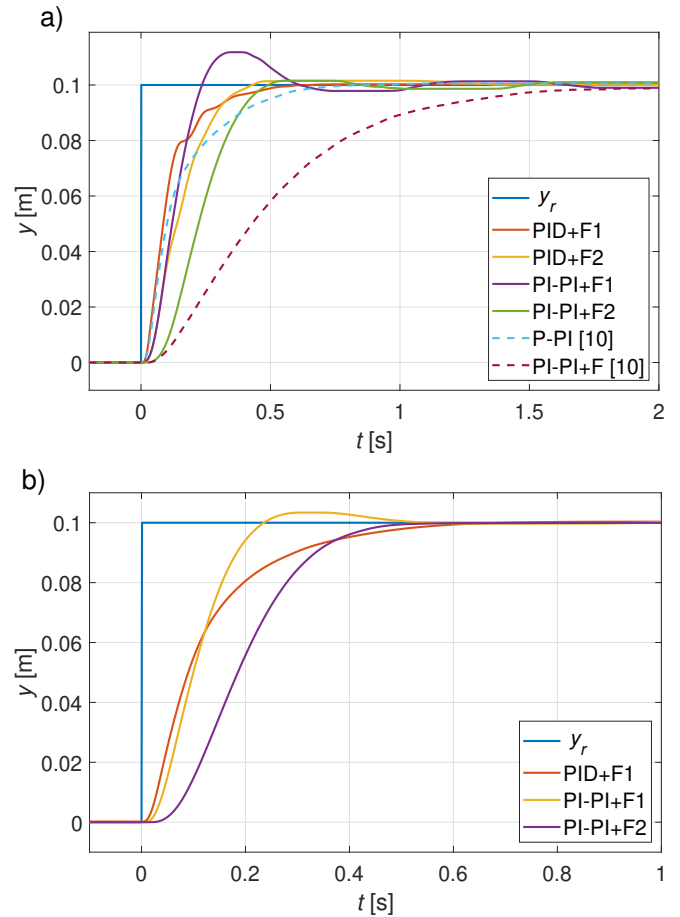 a)
0.1
0.08
0.06
0.04
0.02
0
y [m]
y_r
PID+F1
PID+F2
PI-PI+F1
PI-PI+F2
P-PI [10]
PI-PI+F [10]
0 0.5 1 1.5 2
t [s]
b)
0.1
0.08
0.06
0.04
0.02
0
y [m]
y_r
PID+F1
PI-PI+F1
PI-PI+F2
0 0.2 0.4 0.6 0.8 1
t [s]